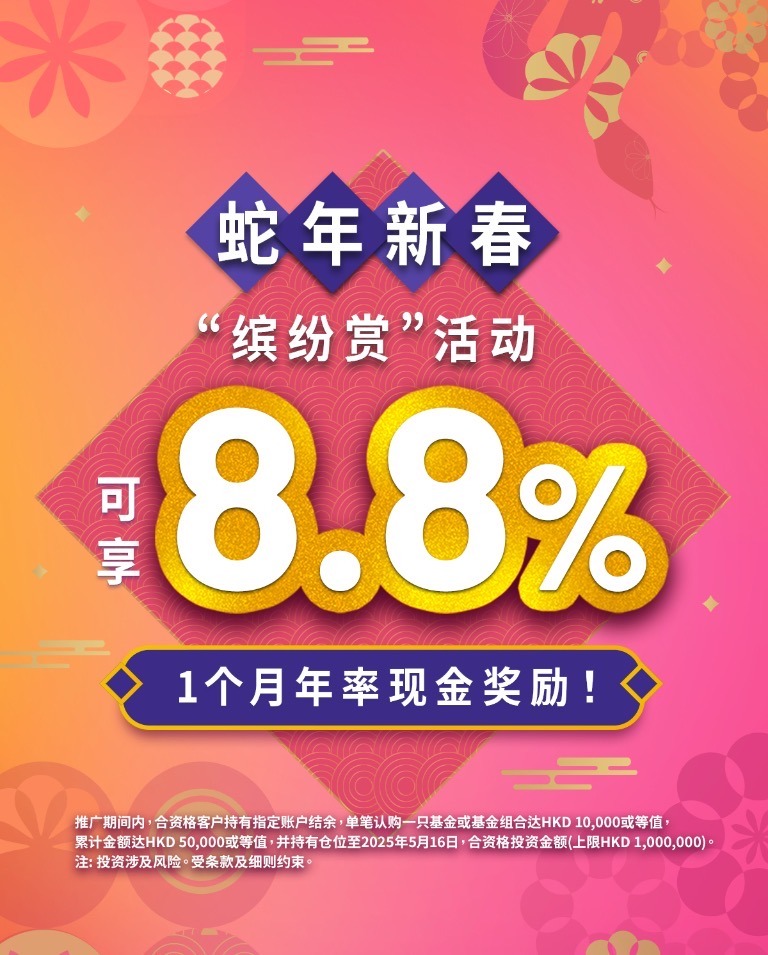 蛇年新春
“缤纷赏”活动
可享
8.8%
1个月年率现金奖励！
推广期间内，合资格客户持有指定账户结余，单笔认购一只基金或基金组合达HKD 10,000或等值，
累计金额达HKD 50,000或等值，并持有仓位至2025年5月16日，合资格投资金额(上限HKD 1,000,000)。
注: 投资涉及风险。受条款及细则约束。